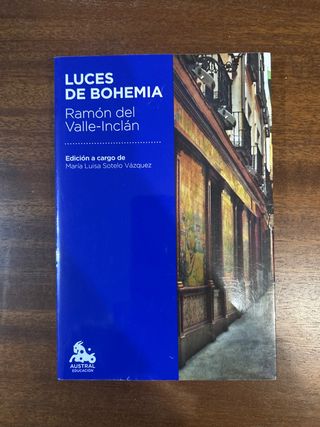 LUCES
DE BOHEMIA
Ramón del
Valle-Inclán
Edición a cargo de
María Luisa Sotelo Vázquez
AUSTRAL
EDUCACIÓN